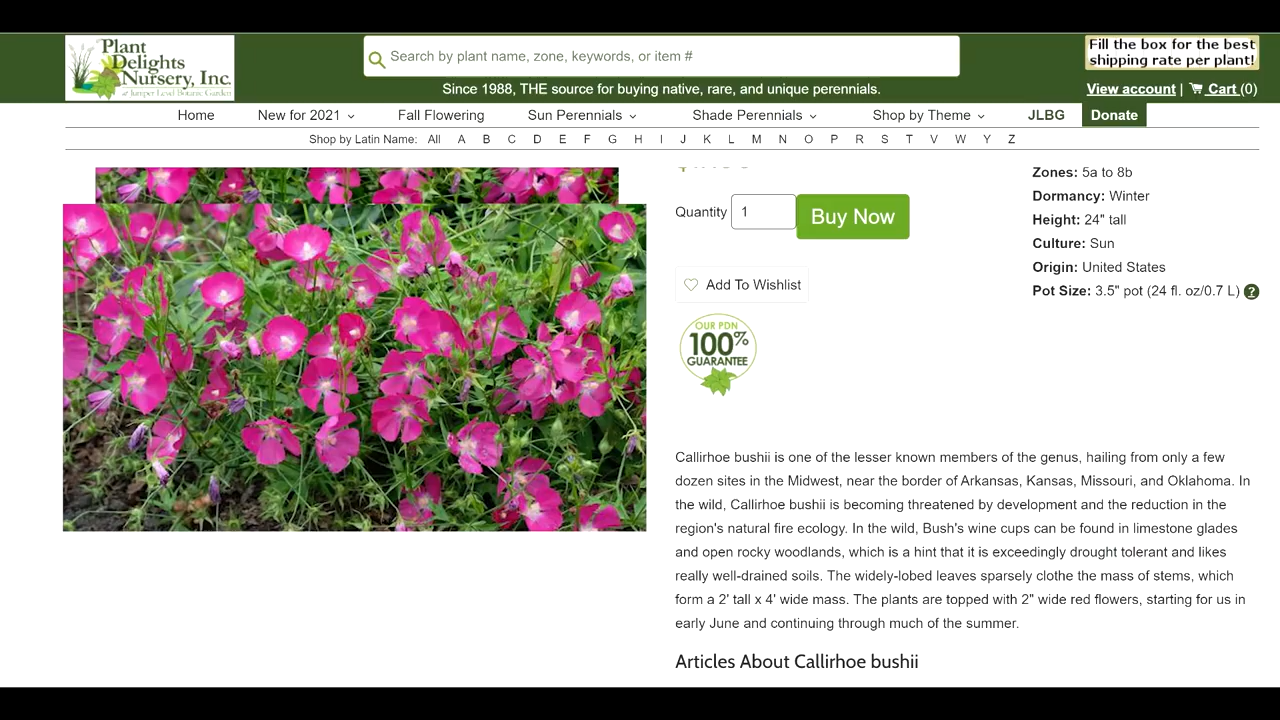 Plant
Delights
Nursery, Inc.
at Juniper Level Botanic Garden
Search by plant name, zone, keywords, or item #
Fill the box for the best
shipping rate per plant!
Since 1988, THE source for buying native, rare, and unique perennials.
View account | Cart (0)
Home New for 2021 Fall Flowering Sun Perennials Shade Perennials Shop by Theme JLBG Donate
Shop by Latin Name: All A B C D E F G H I J K L M N O P R S T V W Y Z
Zones: 5a to 8b
Dormancy: Winter
Height: 24" tall
Culture: Sun
Origin: United States
Pot Size: 3.5" pot (24 fl. oz/0.7 L) ?
Quantity 1 Buy Now
Add To Wishlist
OUR PDN
100%
GUARANTEE
Callirhoe bushii is one of the lesser known members of the genus, hailing from only a few
dozen sites in the Midwest, near the border of Arkansas, Kansas, Missouri, and Oklahoma. In
the wild, Callirhoe bushii is becoming threatened by development and the reduction in the
region's natural fire ecology. In the wild, Bush's wine cups can be found in limestone glades
and open rocky woodlands, which is a hint that it is exceedingly drought tolerant and likes
really well-drained soils. The widely-lobed leaves sparsely clothe the mass of stems, which
form a 2' tall x 4' wide mass. The plants are topped with 2" wide red flowers, starting for us in
early June and continuing through much of the summer.
Articles About Callirhoe bushii